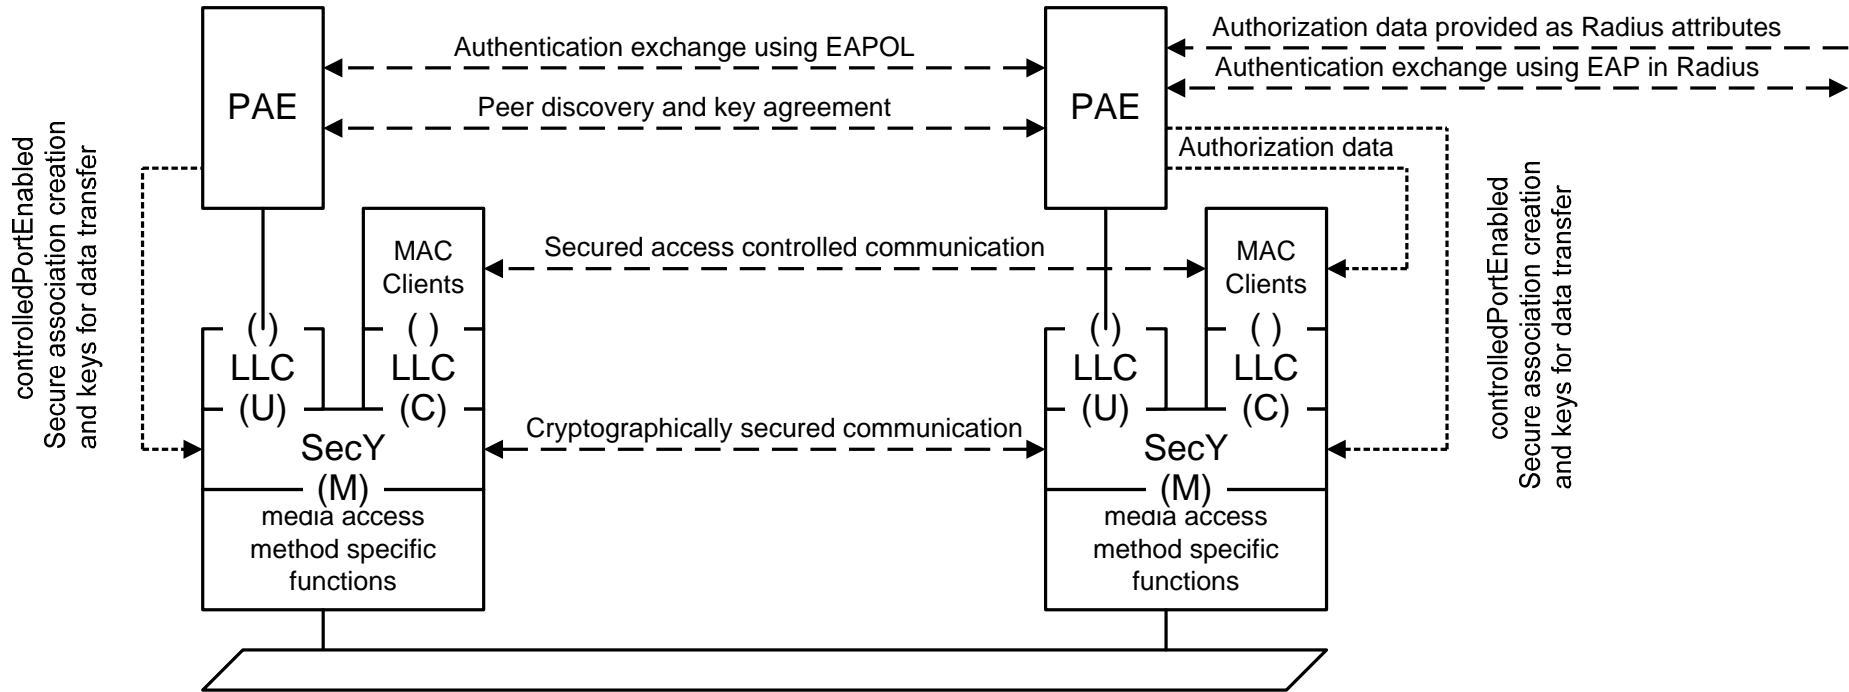 Authentication exchange using EAPOL
Authorization data provided as Radius attributes
Authentication exchange using EAP in Radius
PAE
Peer discovery and key agreement
PAE
Authorization data
controlledPortEnabled
Secure association creation
and keys for data transfer
controlledPortEnabled
Secure association creation
and keys for data transfer
MAC
Clients
Secured access controlled communication
MAC
Clients
( )
( )
( )
( )
LLC
LLC
LLC
LLC
(U)
(C)
(U)
(C)
SecY
Cryptographically secured communication
SecY
(M)
(M)
media access
method specific
functions
media access
method specific
functions